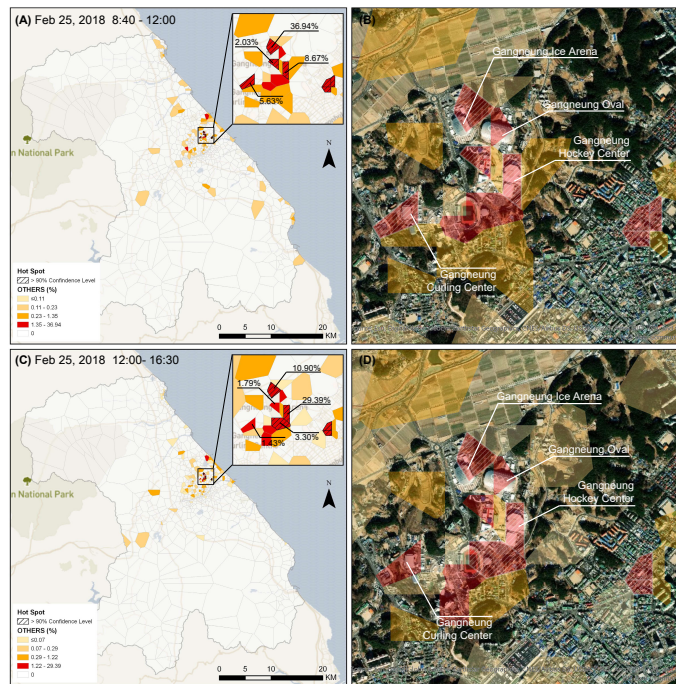 (A) Feb 25, 2018 8:40 - 12:00
36.94%
2.03%
8.67%
5.63%
n National Park
N
Hot Spot
> 90% Confindence Level
OTHERS (%)
≤0.11
0.11 - 0.23
0.23 - 1.35
1.35 - 36.94
0
0 5 10 20
KM
(B)
Gangneung Ice Arena
Gangneung Oval
Gangneung
Hockey Center
Gangneung
Curling Center
(C) Feb 25, 2018 12:00- 16:30
10.90%
1.79%
29.39%
3.30%
43%
n National Park
N
Hot Spot
> 90% Confidence Level
OTHERS (%)
≤0.07
0.07 - 0.29
0.29 - 1.22
1.22 - 29.39
0
0 5 10 20
KM
(D)
Gangneung Ice Arena
Gangneung Oval
Gangneung
Hockey Center
Gangneung
Curling Center